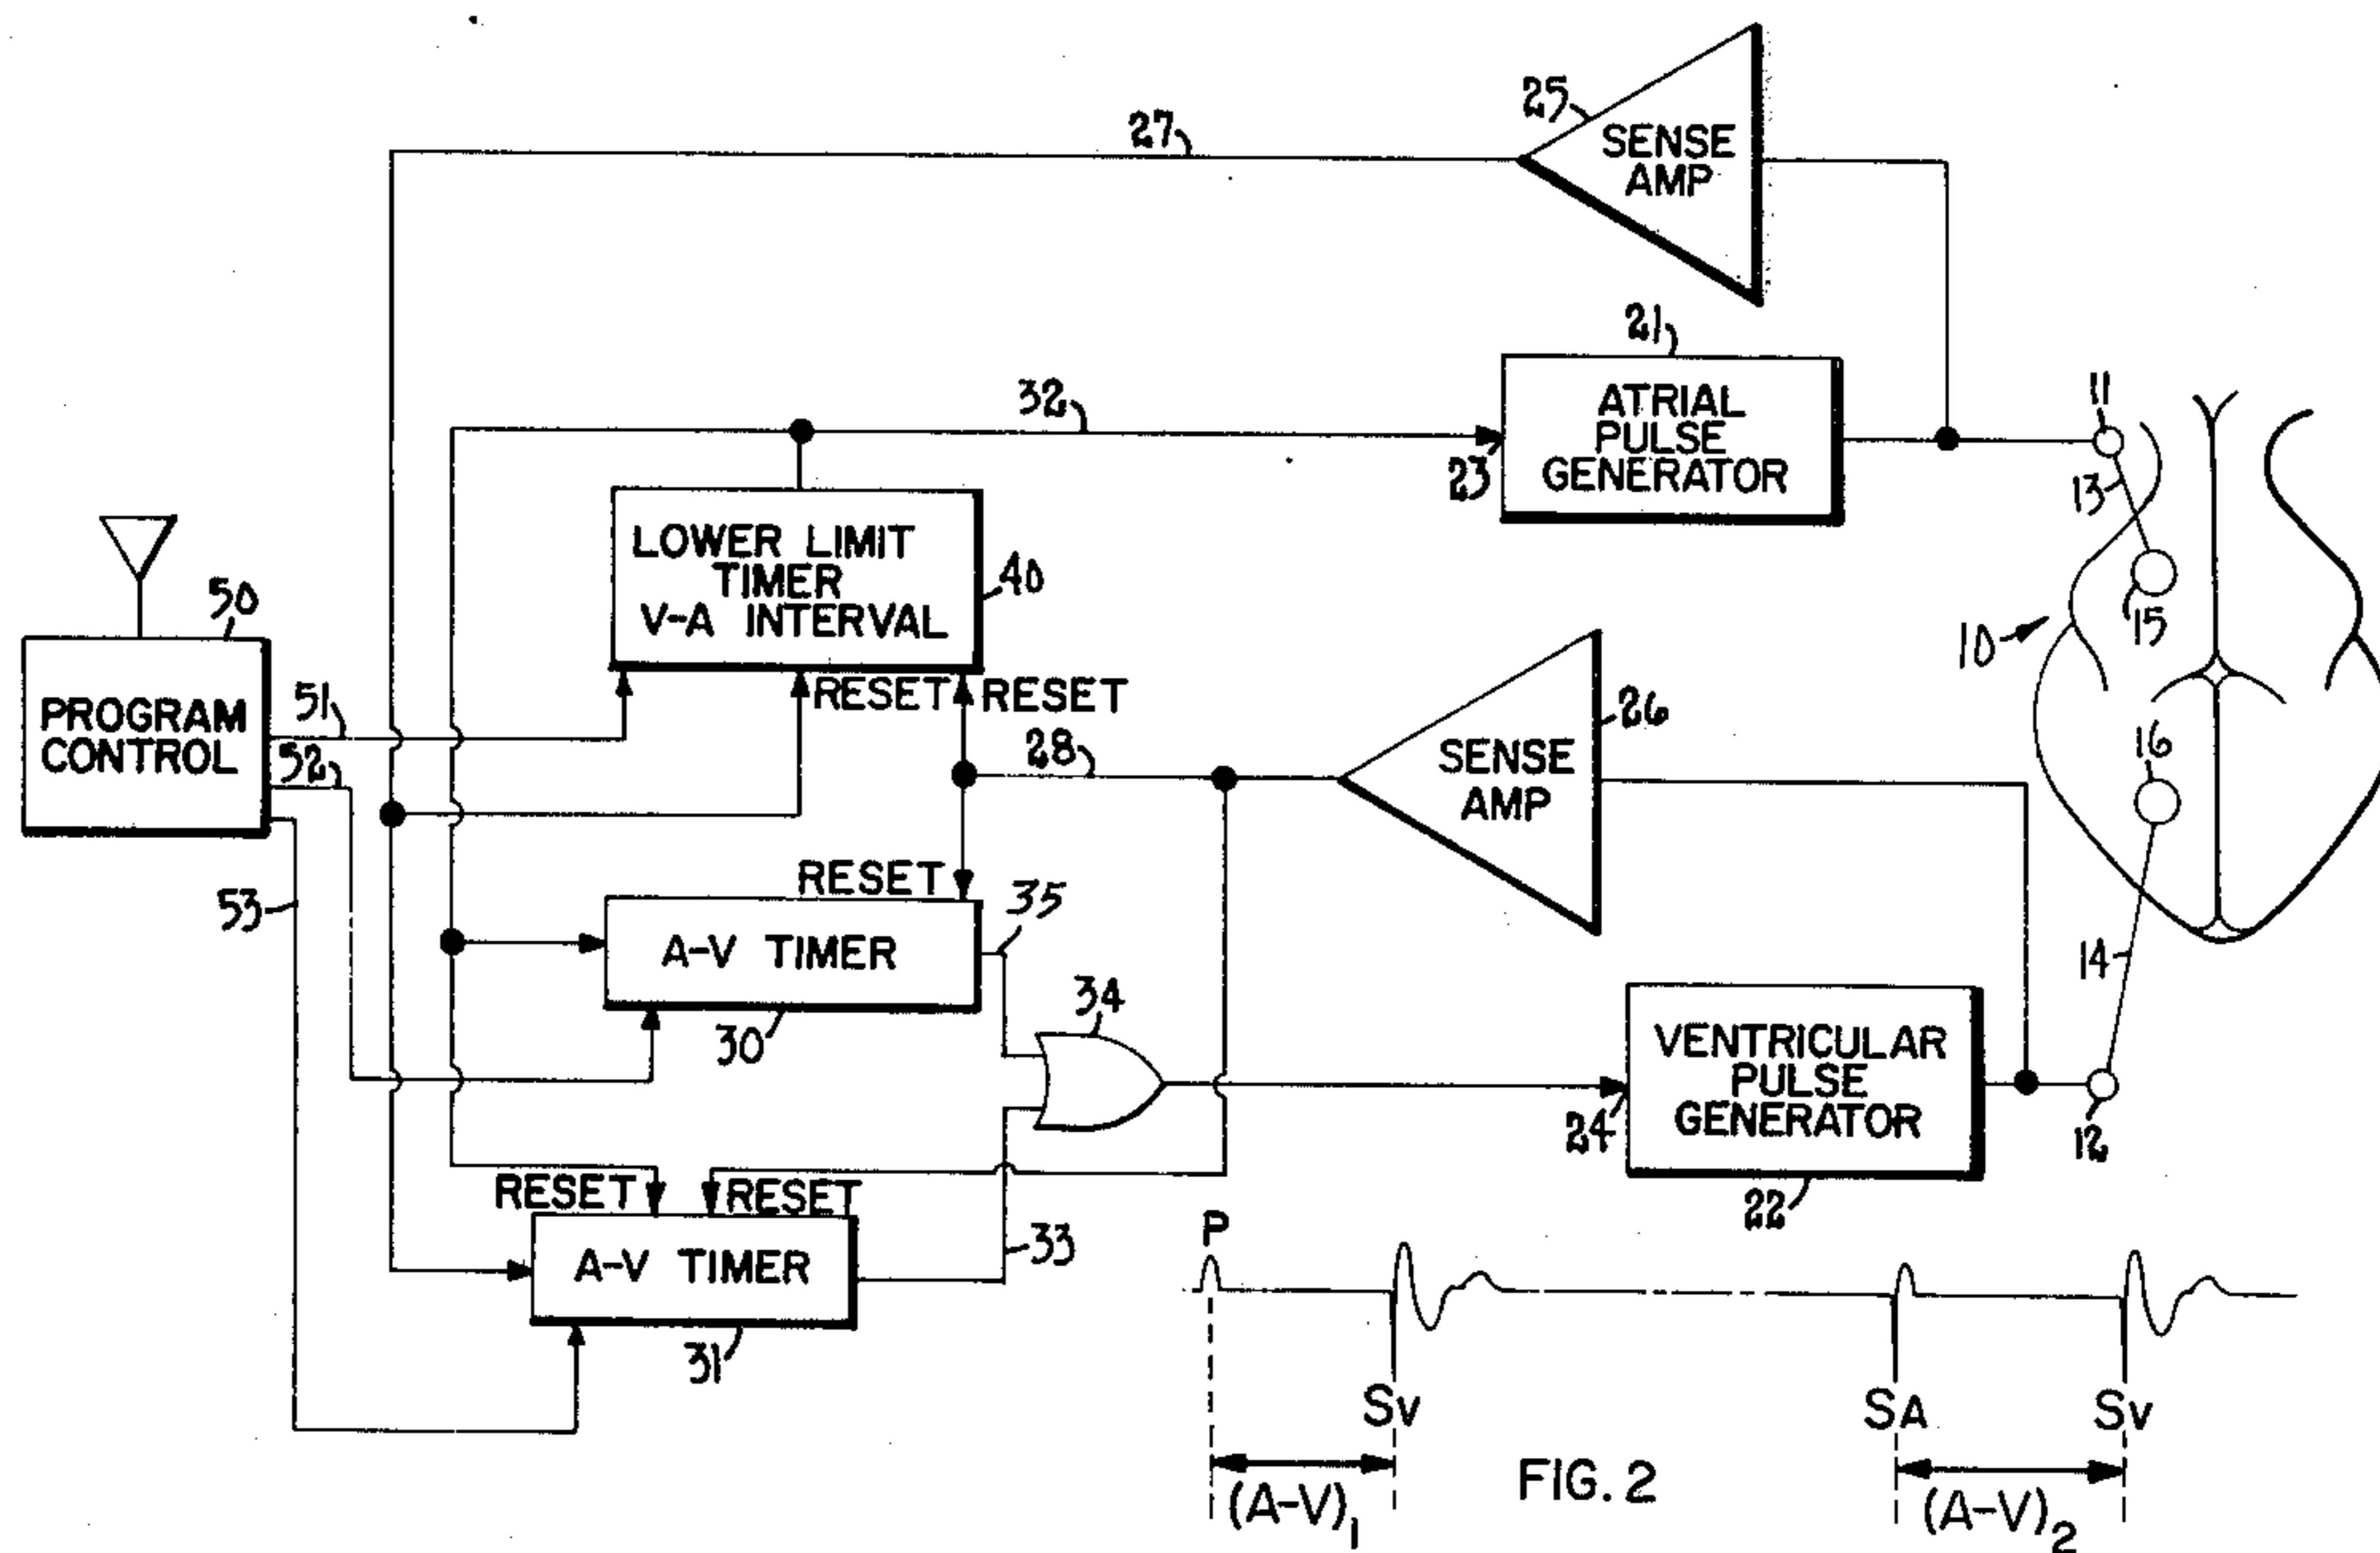 25
27
SENSE
AMP
21
32
ATRIAL
PULSE
GENERATOR
23
11
13
15
10
LOWER LIMIT
TIMER
V-A INTERVAL
40
50
PROGRAM
CONTROL
51
52
53
RESET
RESET
28
SENSE
AMP
26
16
14
RESET
35
A-V TIMER
30
34
VENTRICULAR
PULSE
GENERATOR
24
12
22
RESET
RESET
A-V TIMER
33
31
P
Sv
SA
Sv
(A-V)1
FIG. 2
(A-V)2